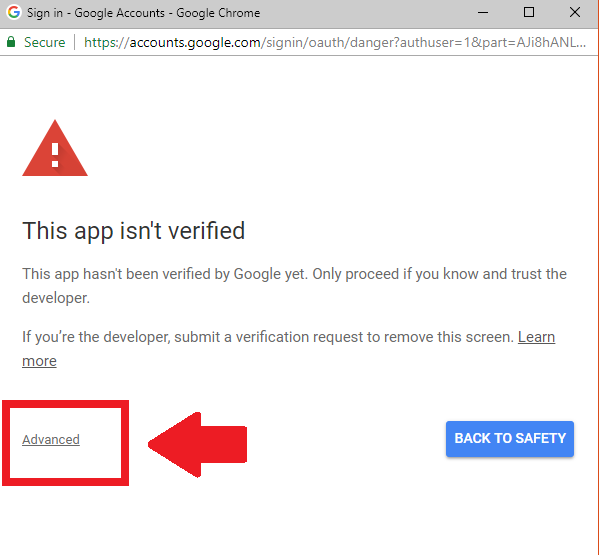 Sign in - Google Accounts - Google Chrome
Secure | https://accounts.google.com/signin/oauth/danger?authuser=1&part=AJi8hANL...
This app isn't verified
This app hasn't been verified by Google yet. Only proceed if you know and trust the
developer.
If you’re the developer, submit a verification request to remove this screen. Learn
more
Advanced
BACK TO SAFETY